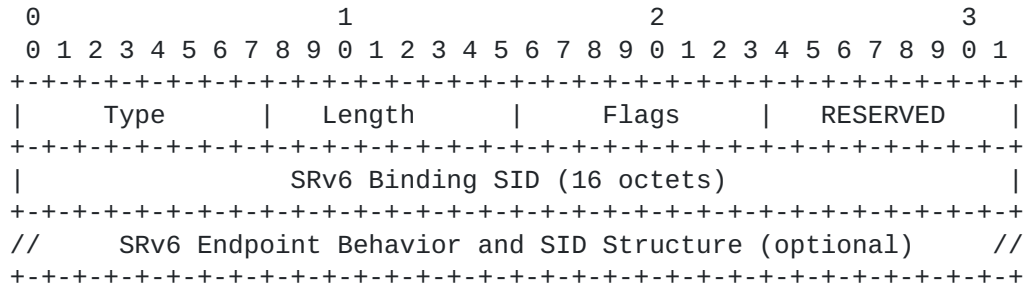 0                   1                   2                   3
 0 1 2 3 4 5 6 7 8 9 0 1 2 3 4 5 6 7 8 9 0 1 2 3 4 5 6 7 8 9 0 1
+-+-+-+-+-+-+-+-+-+-+-+-+-+-+-+-+-+-+-+-+-+-+-+-+-+-+-+-+-+-+-+-+
|     Type      |   Length      |     Flags     |   RESERVED    |
+-+-+-+-+-+-+-+-+-+-+-+-+-+-+-+-+-+-+-+-+-+-+-+-+-+-+-+-+-+-+-+-+
|                 SRv6 Binding SID (16 octets)                  |
+-+-+-+-+-+-+-+-+-+-+-+-+-+-+-+-+-+-+-+-+-+-+-+-+-+-+-+-+-+-+-+-+
//     SRv6 Endpoint Behavior and SID Structure (optional)     //
+-+-+-+-+-+-+-+-+-+-+-+-+-+-+-+-+-+-+-+-+-+-+-+-+-+-+-+-+-+-+-+-+